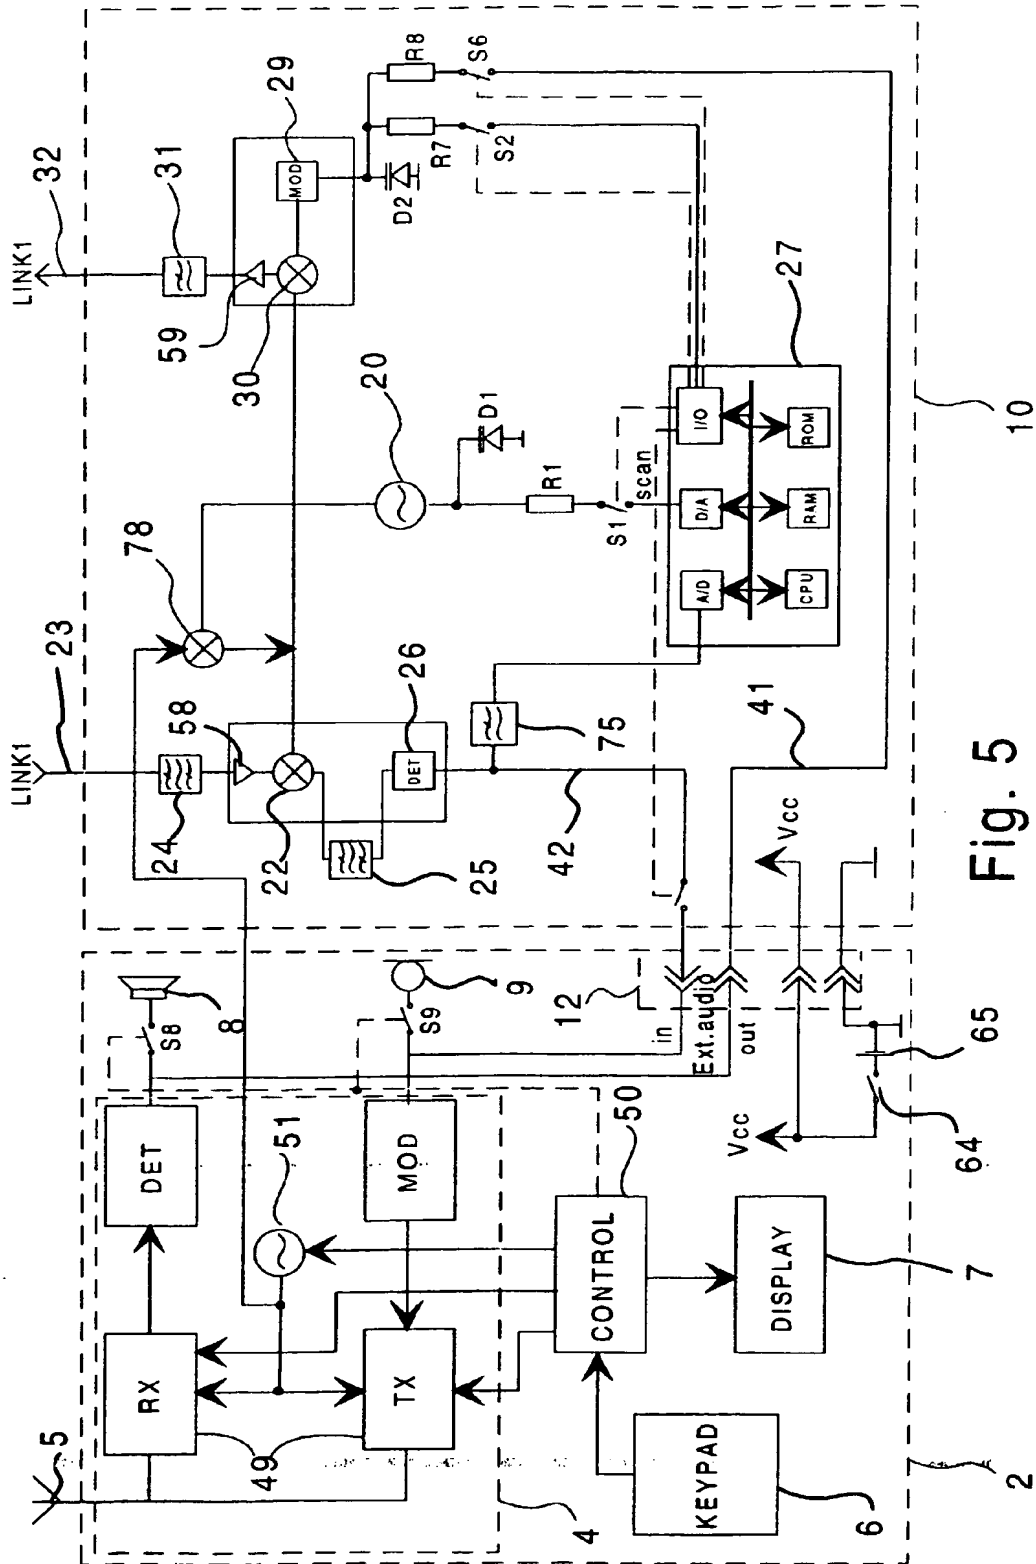 LINK1
32
31
59
30
MOD
29
D2
R7
R8
S2
S6
LINK1
23
24
58
22
25
DET
26
78
20
D1
R1
S1
scan
75
42
41
A/D
D/A
I/O
CPU
RAM
ROM
27
10
Vcc
5
RX
DET
S8
8
49
51
TX
MOD
S9
9
12
in
Ext.audio
out
4
CONTROL
50
KEYPAD
6
DISPLAY
7
Vcc
64
65
2
Fig. 5